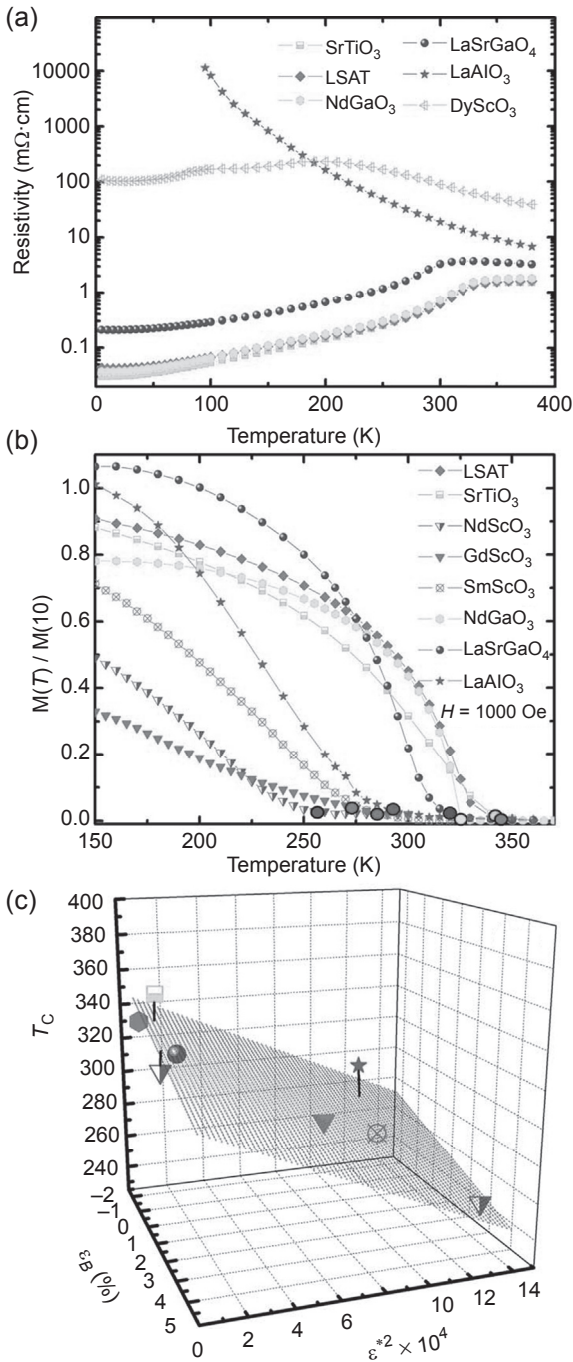 (a)
SrTiO₃
LaSrGaO₄
LSAT
LaAlO₃
NdGaO₃
DyScO₃
Resistivity (mΩ·cm)
10000
1000
100
10
1
0.1
0 100 200 300 400
Temperature (K)
(b)
M(T) / M(10)
1.0
0.8
0.6
0.4
0.2
0.0
LSAT
SrTiO₃
NdScO₃
GdScO₃
SmScO₃
NdGaO₃
LaSrGaO₄
LaAlO₃
H = 1000 Oe
150 200 250 300 350
Temperature (K)
(c)
T_C
400
380
360
340
320
300
280
260
240
−2
−1
0
1
2
3
4
5
ε_B (%)
0 2 4 6 8 10 12 14
ε*² × 10⁴